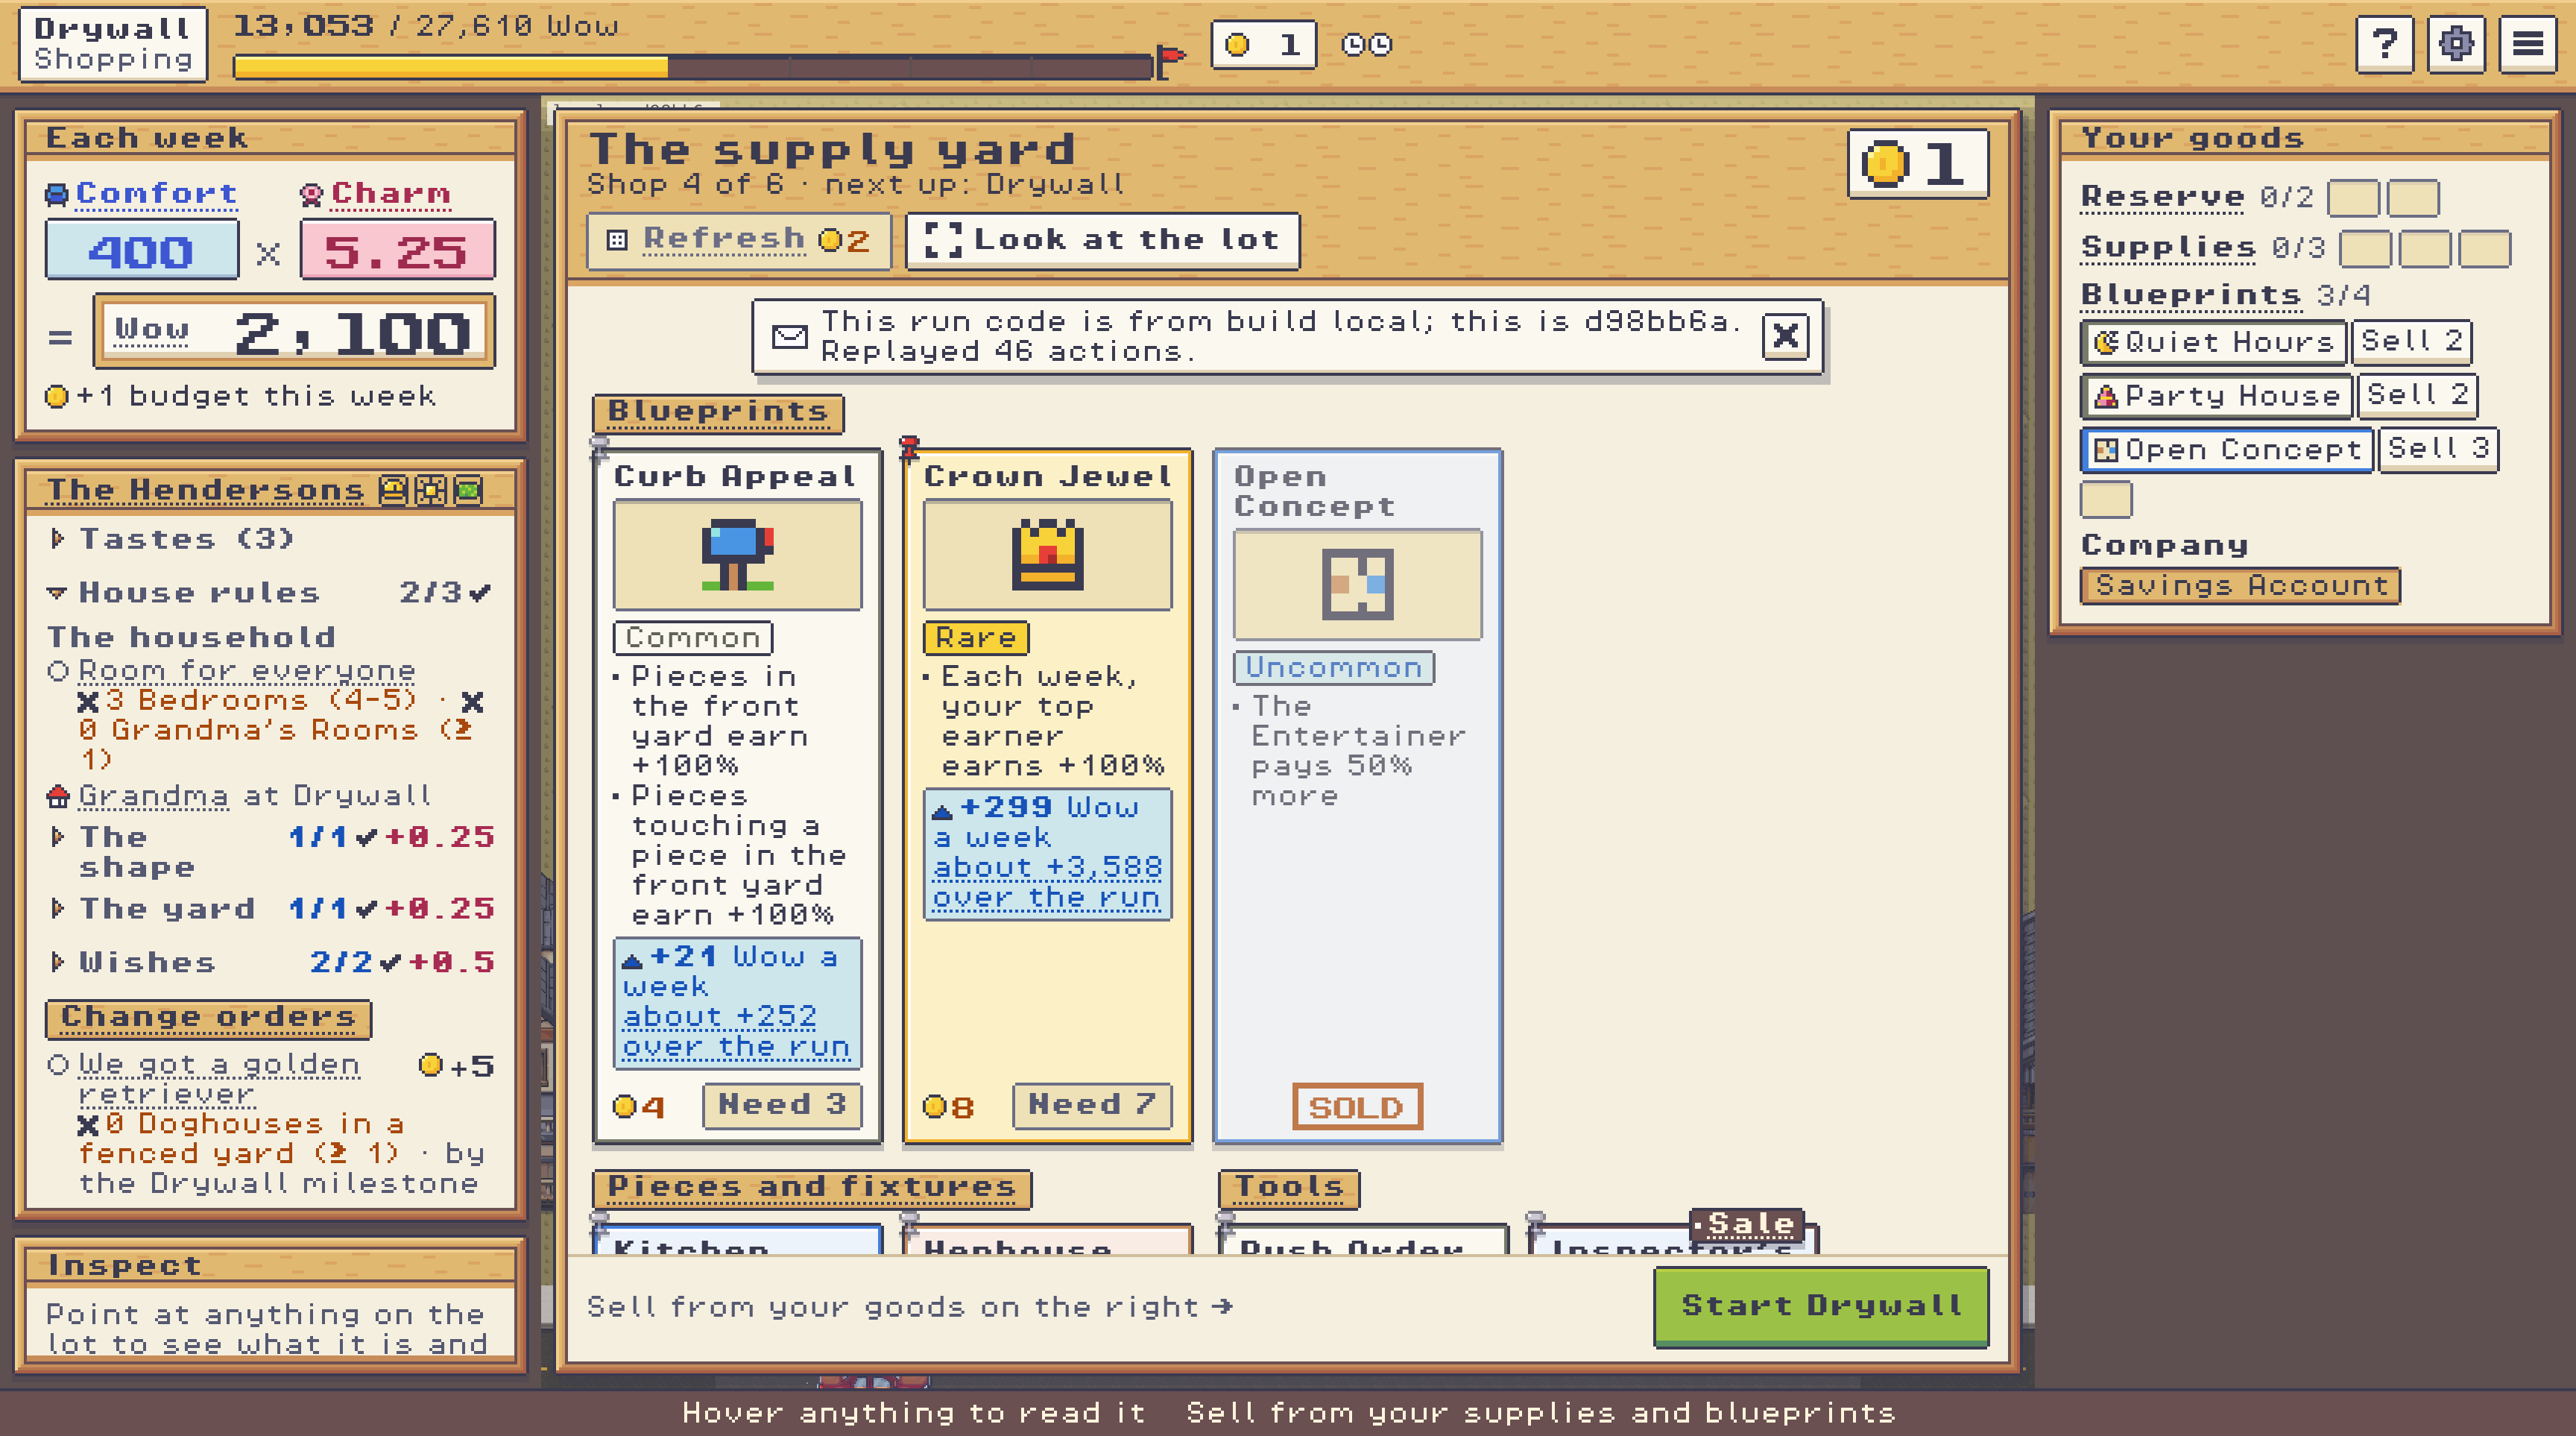 Drywall
Shopping
13,053 / 27,610 Wow
1
?
Each week
Comfort
Charm
400 x 5.25
= Wow 2,100
+1 budget this week
The Hendersons
Tastes (3)
House rules 2/3
The household
Room for everyone
3 Bedrooms (4-5) ·
0 Grandma's Rooms (≥
1)
Grandma at Drywall
The 1/1 +0.25
shape
The yard 1/1 +0.25
Wishes 2/2 +0.5
Change orders
We got a golden +5
retriever
0 Doghouses in a
fenced yard (≥ 1) · by
the Drywall milestone
Inspect
Point at anything on the
lot to see what it is and
The supply yard
Shop 4 of 6 · next up: Drywall
1
Refresh 2
Look at the lot
This run code is from build local; this is d98bb6a.
Replayed 46 actions.
Blueprints
Curb Appeal
Common
· Pieces in
the front
yard earn
+100%
· Pieces
touching a
piece in the
front yard
earn +100%
+21 Wow a
week
about +252
over the run
4 Need 3
Crown Jewel
Rare
· Each week,
your top
earner
earns +100%
+299 Wow
a week
about +3,588
over the run
8 Need 7
Open
Concept
Uncommon
· The
Entertainer
pays 50%
more
SOLD
Pieces and fixtures
Tools
Kitchen
Henhouse
Rush Order
Sale
Inspector's
Sell from your goods on the right →
Start Drywall
Your goods
Reserve 0/2
Supplies 0/3
Blueprints 3/4
Quiet Hours Sell 2
Party House Sell 2
Open Concept Sell 3
Company
Savings Account
Hover anything to read it Sell from your supplies and blueprints